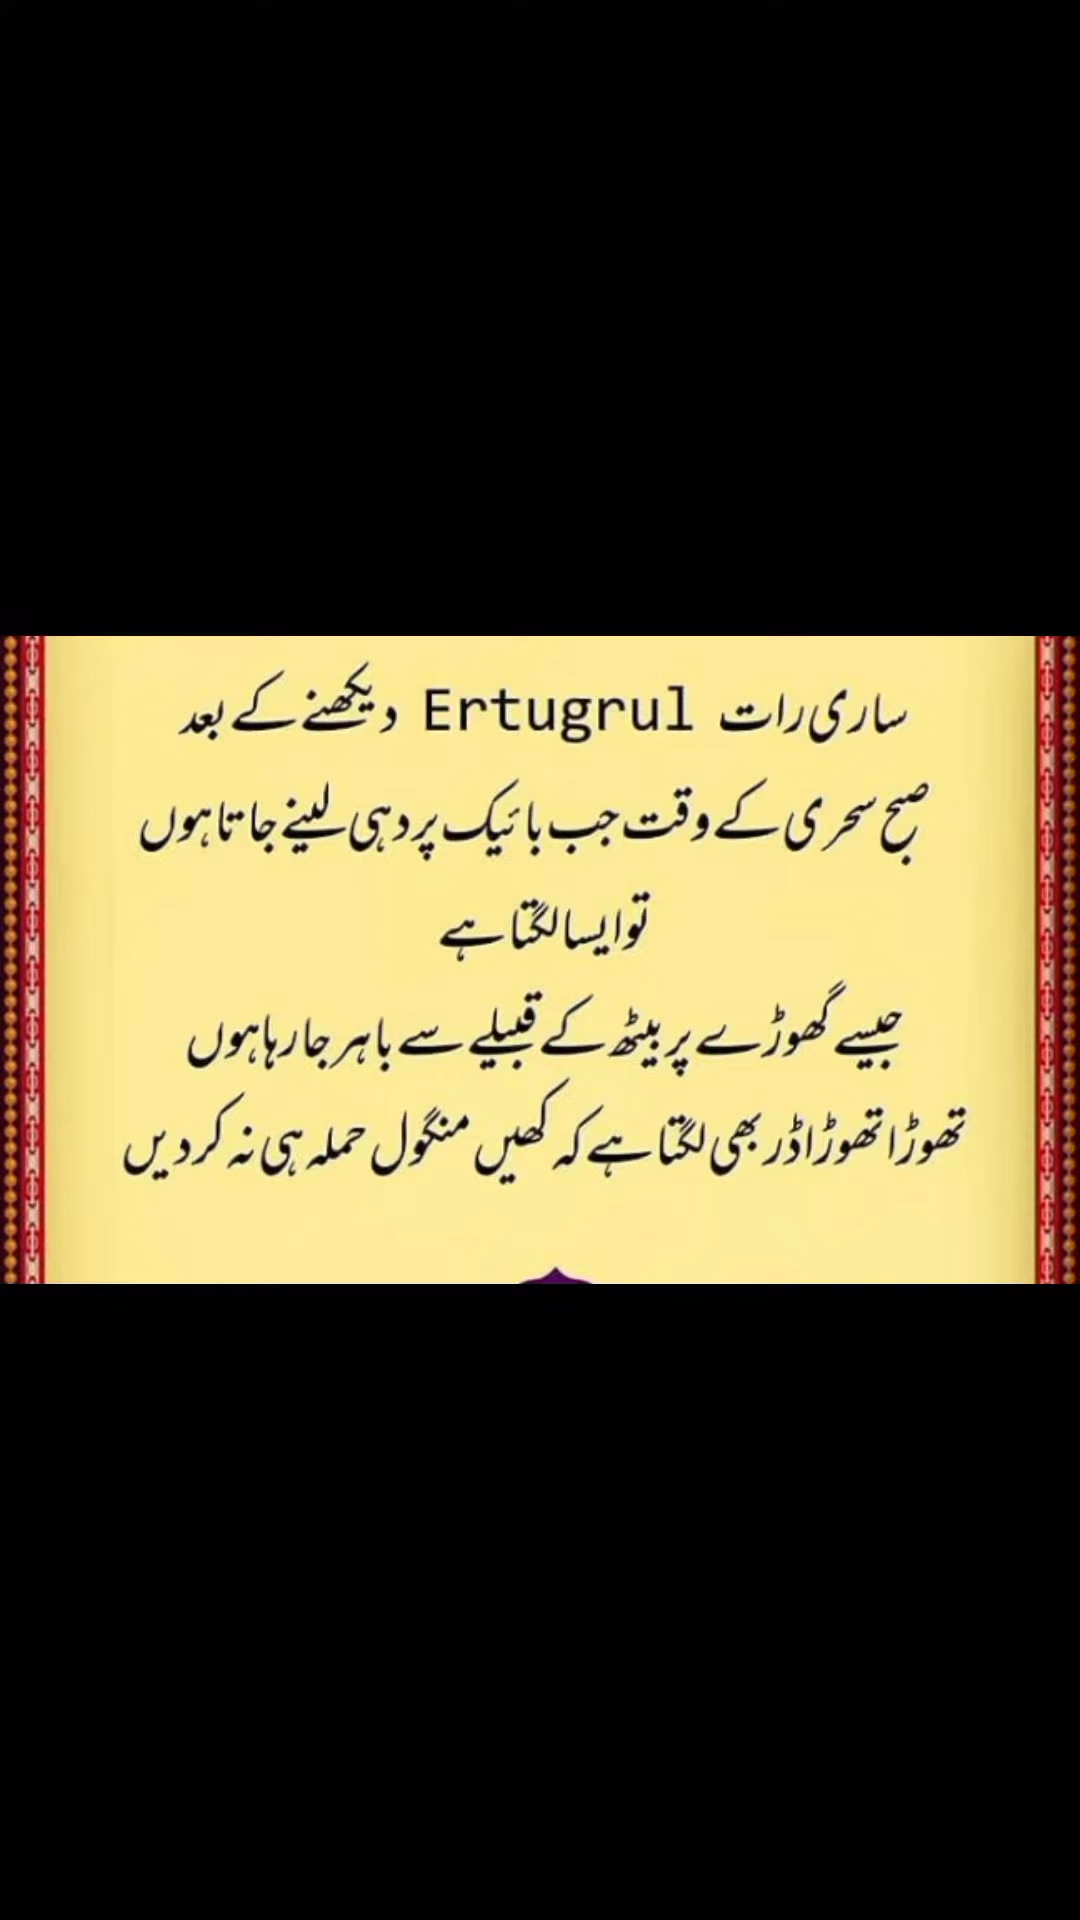 ساری رات Ertugrul دیکھنے کے بعد
صبح سحری کے وقت جب بائیک پر دہی لینے جاتا ہوں
تو ایسا لگتا ہے
جیسے گھوڑے پر بیٹھ کے قبیلے سے باہر جا رہا ہوں
تھوڑا تھوڑا ڈر بھی لگتا ہے کہ کھیں منگول حملہ ہی نہ کر دیں